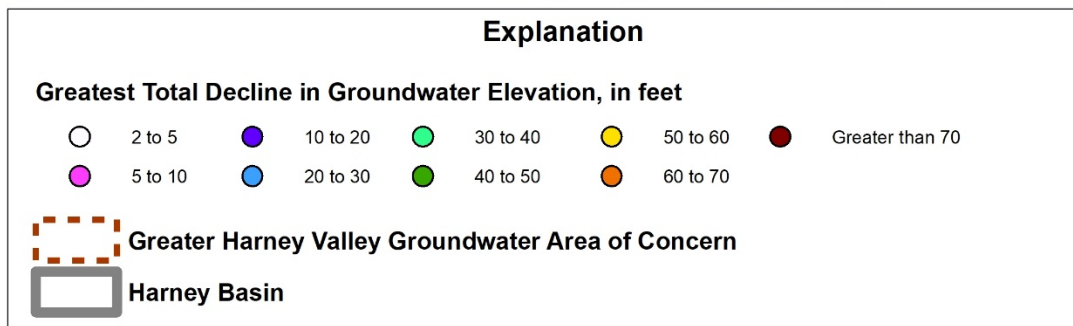 Explanation
Greatest Total Decline in Groundwater Elevation, in feet
2 to 5 10 to 20 30 to 40 50 to 60 Greater than 70
5 to 10 20 to 30 40 to 50 60 to 70
Greater Harney Valley Groundwater Area of Concern
Harney Basin